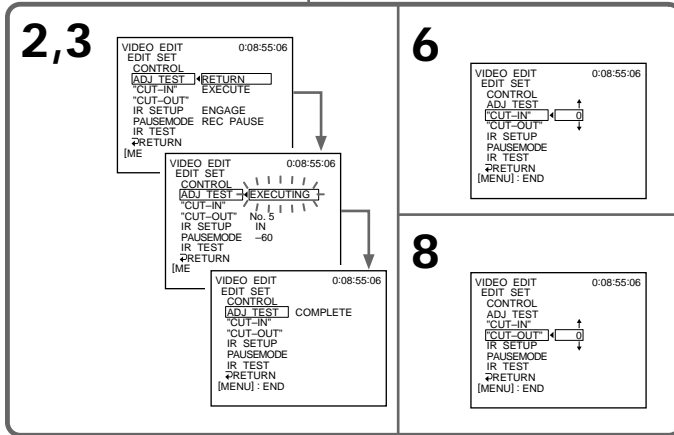 2,3
VIDEO EDIT 0:08:55:06
EDIT SET
CONTROL
ADJ TEST RETURN
"CUT–IN" EXECUTE
"CUT–OUT"
IR SETUP ENGAGE
PAUSEMODE REC PAUSE
IR TEST
RETURN
[ME
VIDEO EDIT 0:08:55:06
EDIT SET
CONTROL
ADJ TEST EXECUTING
"CUT–IN"
"CUT–OUT" No. 5
IR SETUP IN
PAUSEMODE –60
IR TEST
RETURN
[ME
VIDEO EDIT 0:08:55:06
EDIT SET
CONTROL
ADJ TEST COMPLETE
"CUT–IN"
"CUT–OUT"
IR SETUP
PAUSEMODE
IR TEST
RETURN
[MENU] : END
6
VIDEO EDIT 0:08:55:06
EDIT SET
CONTROL
ADJ TEST
"CUT–IN" 0
"CUT–OUT"
IR SETUP
PAUSEMODE
IR TEST
RETURN
[MENU] : END
8
VIDEO EDIT 0:08:55:06
EDIT SET
CONTROL
ADJ TEST
"CUT–IN"
"CUT–OUT" 0
IR SETUP
PAUSEMODE
IR TEST
RETURN
[MENU] : END